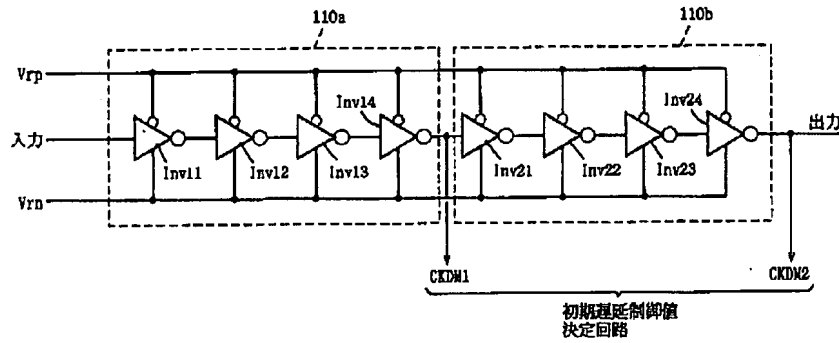 110a
110b
Vrp
Inv14
Inv24
入力
出力
Inv11
Inv12
Inv13
Inv21
Inv22
Inv23
Vrn
CKDM1
CKDM2
初期遅延制御値
決定回路